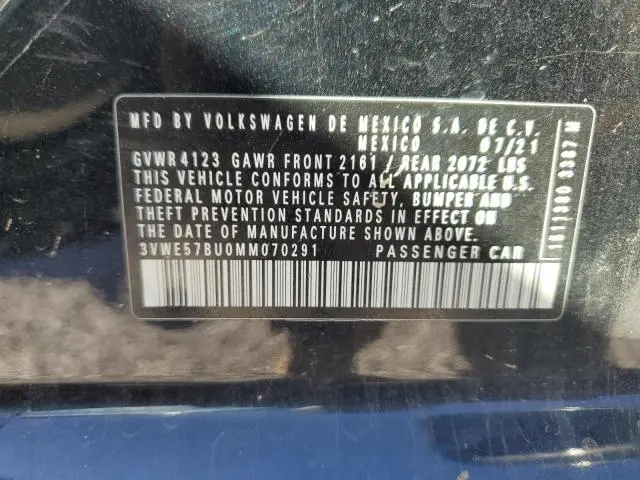 MFD BY VOLKSWAGEN DE MEXICO S.A. DE C.V.
MEXICO 07/21
GVWR 4123 GAWR FRONT 2161 / REAR 2072 LBS
THIS VEHICLE CONFORMS TO ALL APPLICABLE U.S.
FEDERAL MOTOR VEHICLE SAFETY, BUMPER AND
THEFT PREVENTION STANDARDS IN EFFECT ON
THE DATE OF MANUFACTURE SHOWN ABOVE.
3VWE57BU0MM070291 PASSENGER CAR